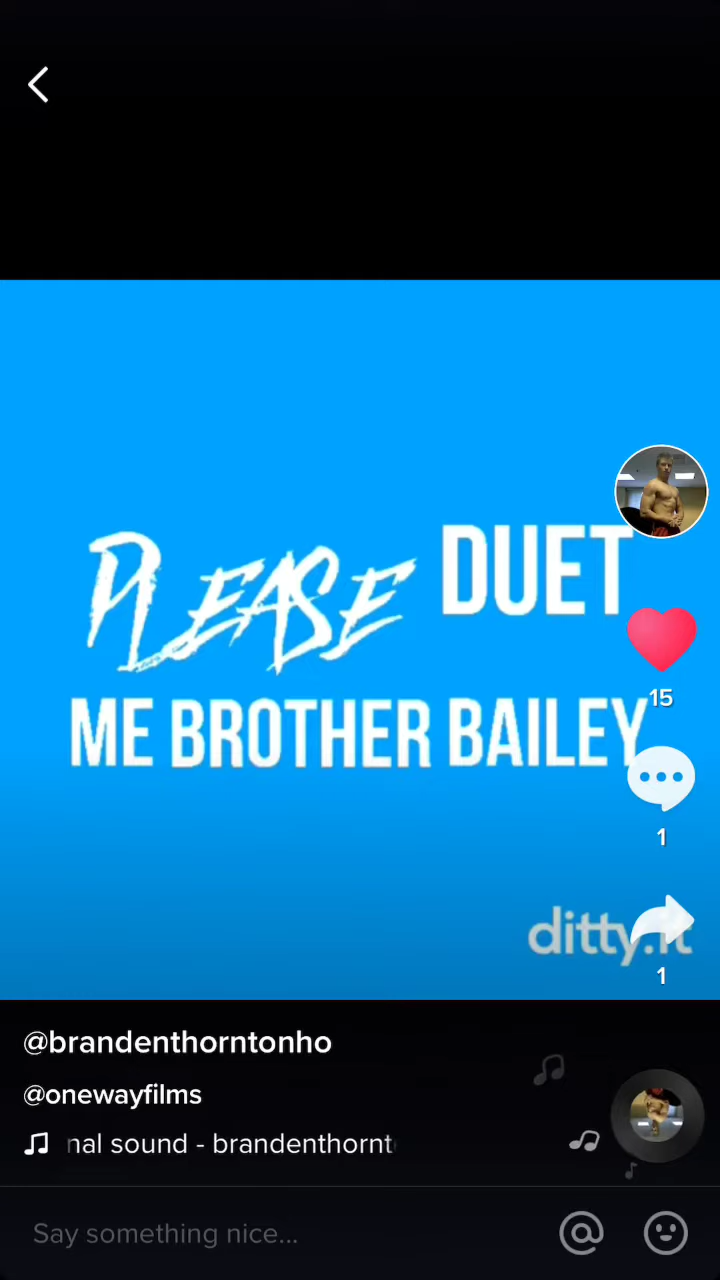 PLEASE DUET
ME BROTHER BAILEY
15
1
ditty.it
1
@brandenthorntonho
@onewayfilms
nal sound - brandenthornt
Say something nice...